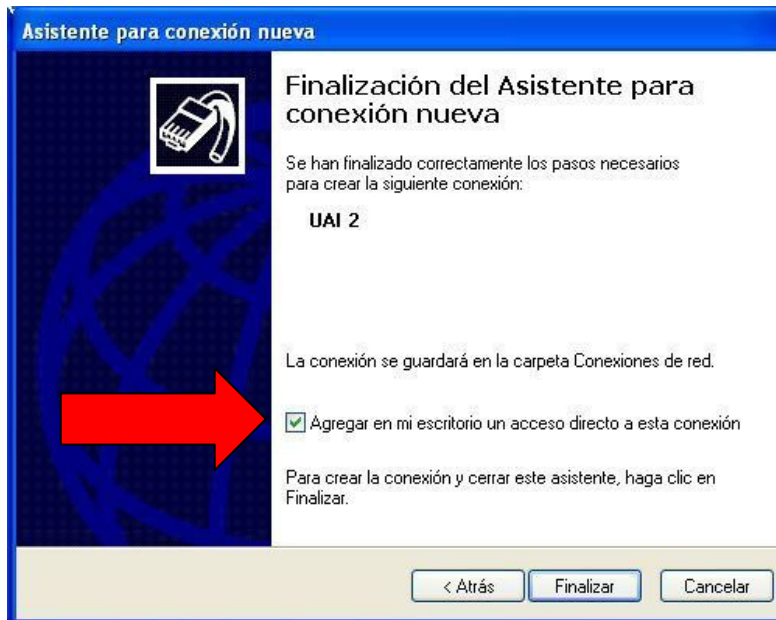 Asistente para conexión nueva
Finalización del Asistente para
conexión nueva
Se han finalizado correctamente los pasos necesarios
para crear la siguiente conexión:
UAI 2
La conexión se guardará en la carpeta Conexiones de red.
Agregar en mi escritorio un acceso directo a esta conexión
Para crear la conexión y cerrar este asistente, haga clic en
Finalizar.
< Atrás
Finalizar
Cancelar